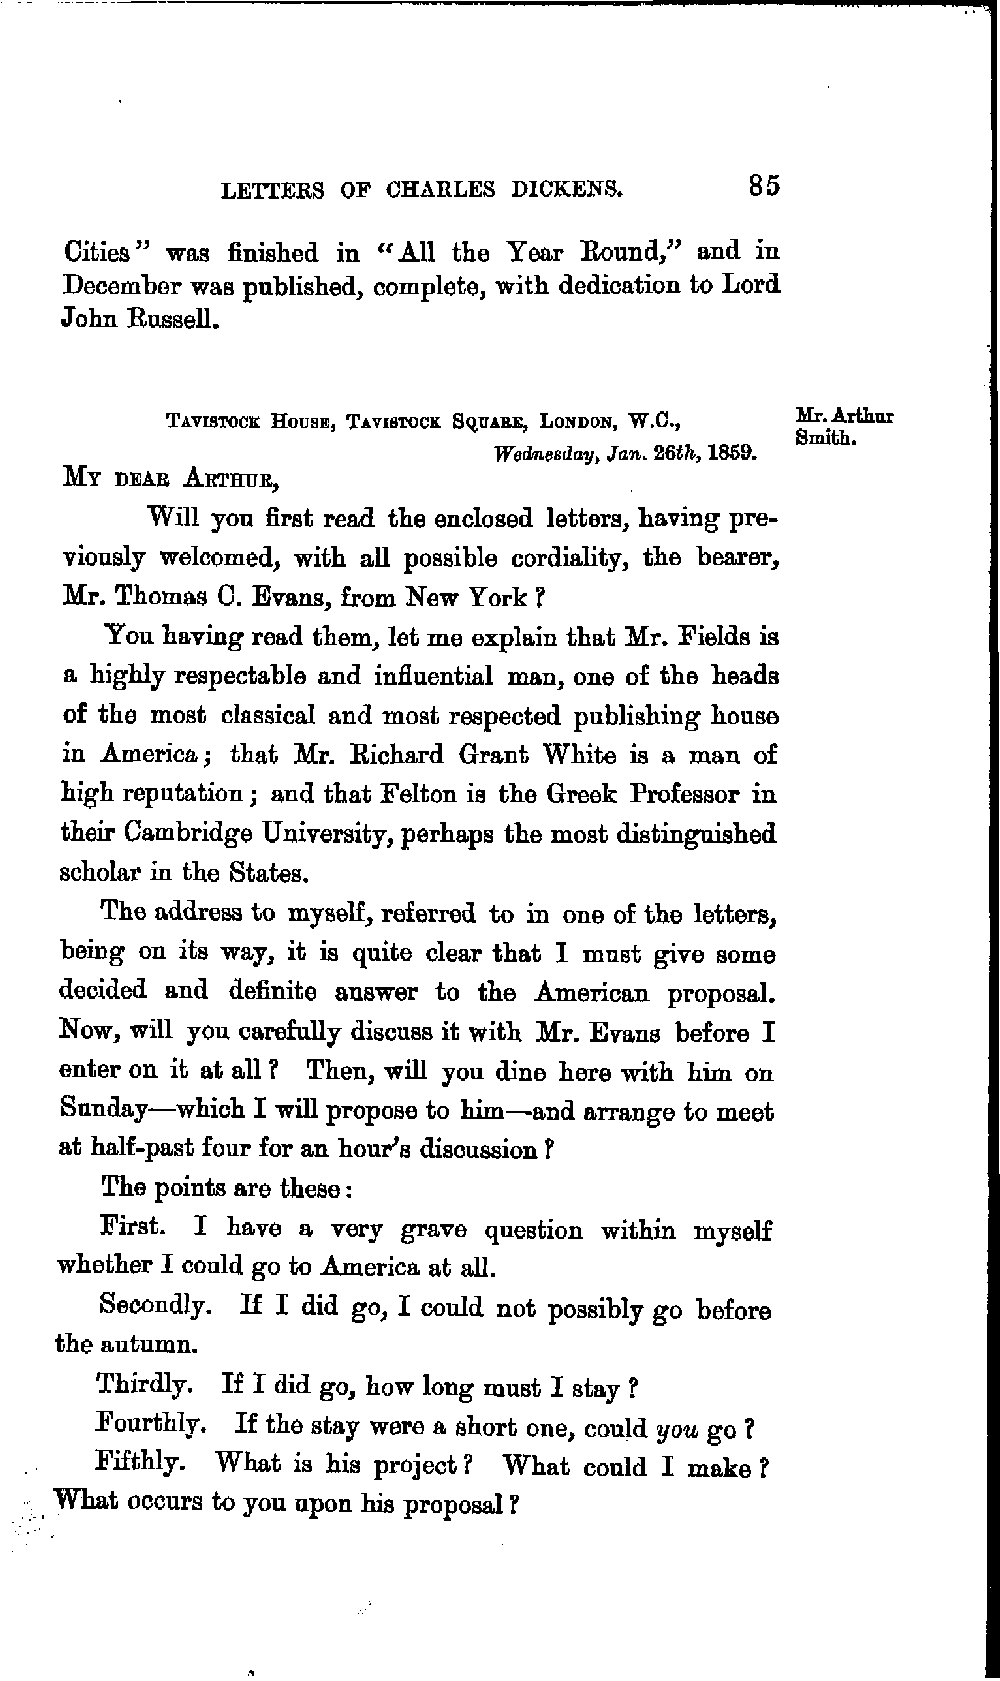 LETTERS OF CHARLES DICKENS. 85
Cities" was finished in "All the Year Round," and in
December was published, complete, with dedication to Lord
John Russell.
TAVISTOCK HOUSE, TAVISTOCK SQUARE, LONDON, W.C.,
Wednesday, Jan. 26th, 1859.
Mr. Arthur
Smith.
MY DEAR ARTHUR,
Will you first read the enclosed letters, having pre-
viously welcomed, with all possible cordiality, the bearer,
Mr. Thomas C. Evans, from New York?
You having read them, let me explain that Mr. Fields is
a highly respectable and influential man, one of the heads
of the most classical and most respected publishing house
in America; that Mr. Richard Grant White is a man of
high reputation; and that Felton is the Greek Professor in
their Cambridge University, perhaps the most distinguished
scholar in the States.
The address to myself, referred to in one of the letters,
being on its way, it is quite clear that I must give some
decided and definite answer to the American proposal.
Now, will you carefully discuss it with Mr. Evans before I
enter on it at all? Then, will you dine here with him on
Sunday—which I will propose to him—and arrange to meet
at half-past four for an hour's discussion?
The points are these:
First. I have a very grave question within myself
whether I could go to America at all.
Secondly. If I did go, I could not possibly go before
the autumn.
Thirdly. If I did go, how long must I stay?
Fourthly. If the stay were a short one, could you go?
Fifthly. What is his project? What could I make?
What occurs to you upon his proposal?